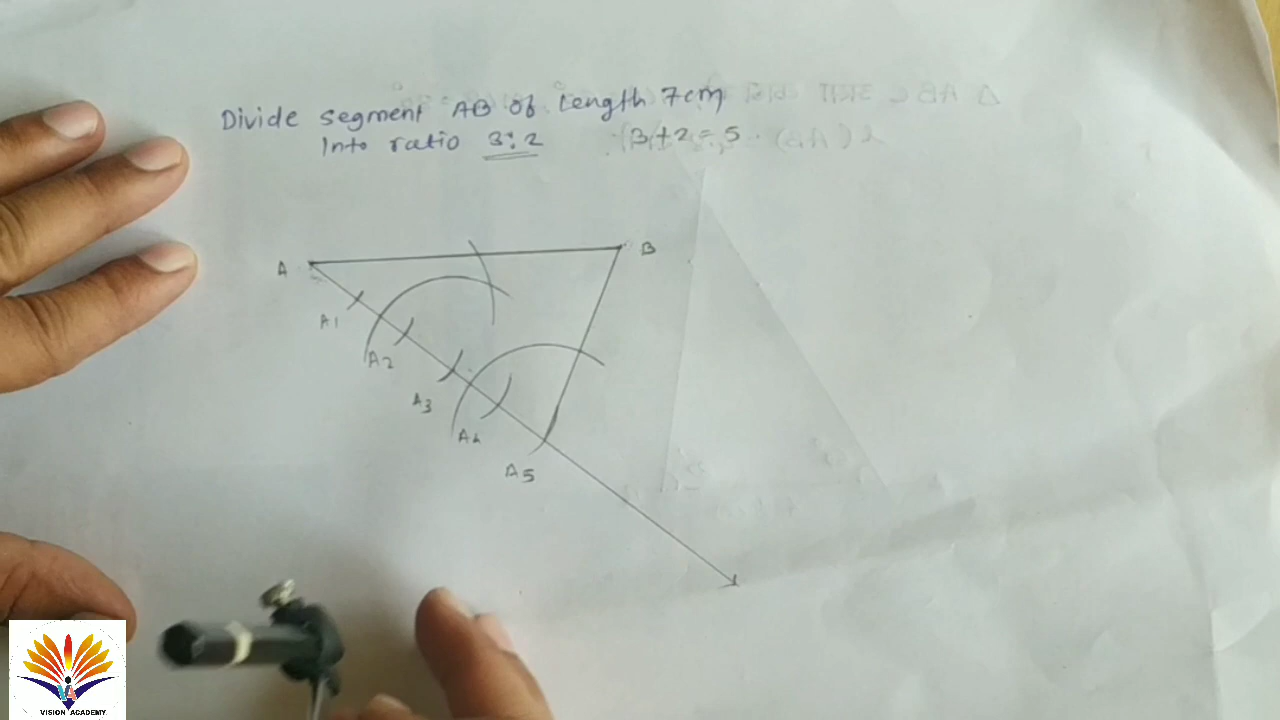 Divide segment AB of length 7cm
Into ratio 3:2 3+2=5
A
B
A1
A2
A3
A4
A5
VISION ACADEMY